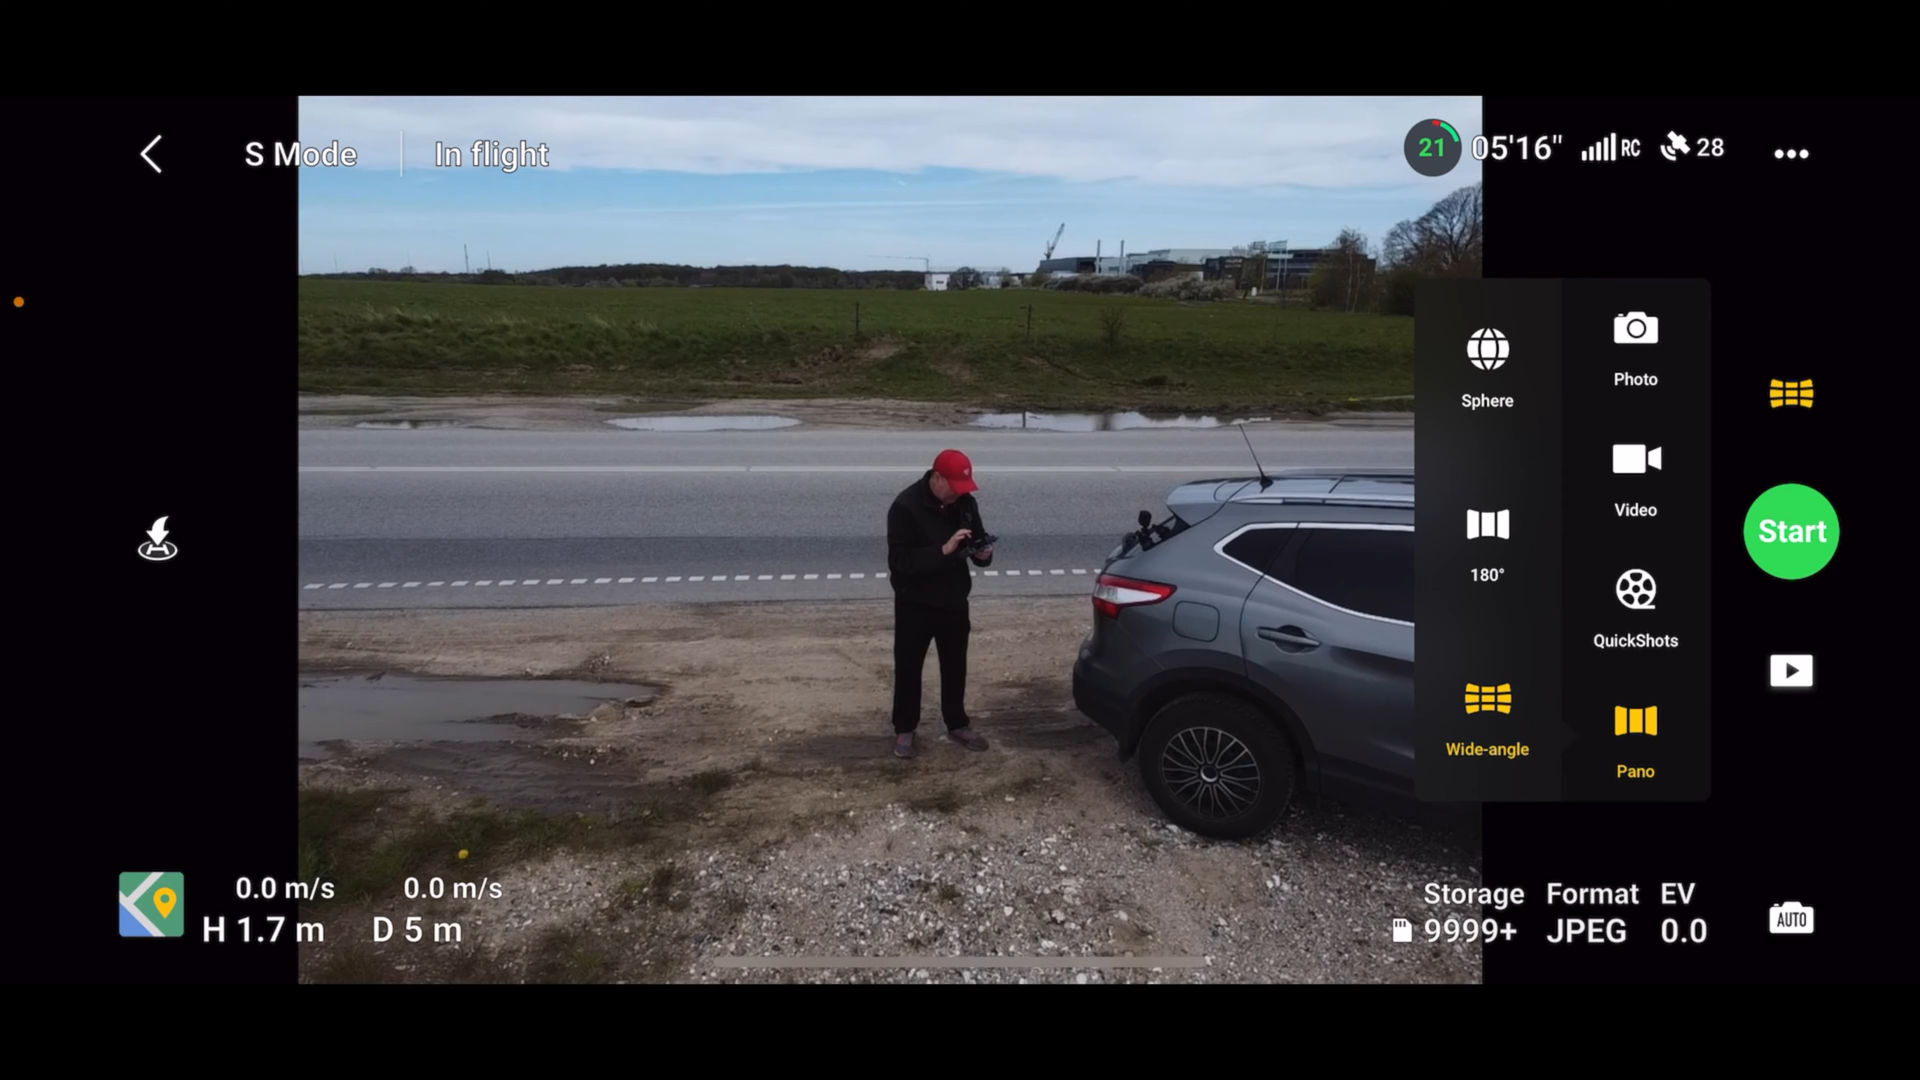 S Mode
In flight
21
05'16"
RC
28
Sphere
180°
Wide-angle
Photo
Video
QuickShots
Pano
Start
0.0 m/s 0.0 m/s
H 1.7 m D 5 m
Storage Format EV
9999+ JPEG 0.0
AUTO